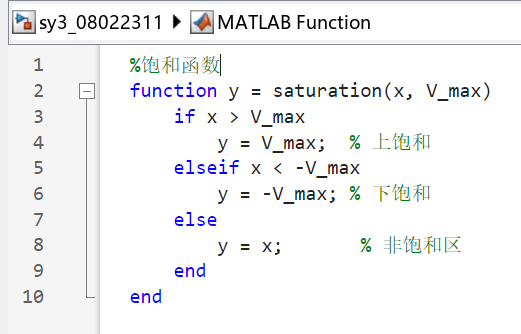 sy3_08022311 ▶ MATLAB Function
1 %饱和函数
2 function y = saturation(x, V_max)
3 if x > V_max
4 y = V_max; % 上饱和
5 elseif x < -V_max
6 y = -V_max; % 下饱和
7 else
8 y = x; % 非饱和区
9 end
10 end